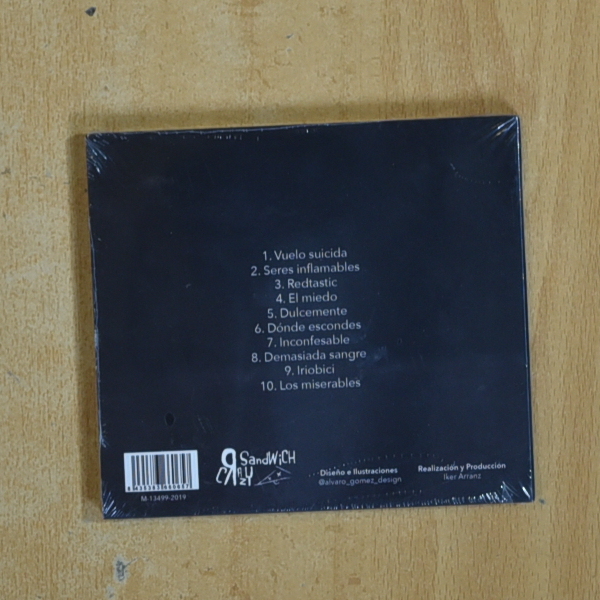 1. Vuelo suicida
2. Seres inflamables
3. Redtastic
4. El miedo
5. Dulcemente
6. Dónde escondes
7. Inconfesable
8. Demasiada sangre
9. Iriobici
10. Los miserables
M-13499-2019
SandWiCH
CRAZY
Diseño e Ilustraciones
@alvaro_gomez_design
Realización y Producción
Iker Arranz